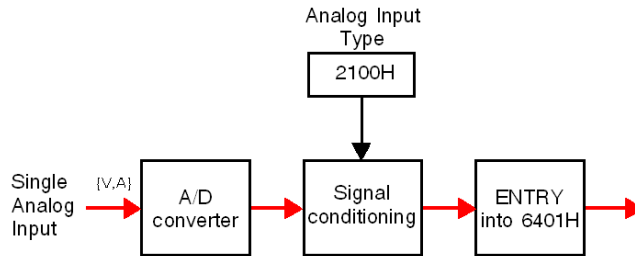 Analog Input
Type
2100H
Single
Analog
Input
{V,A}
A/D
converter
Signal
conditioning
ENTRY
into 6401H